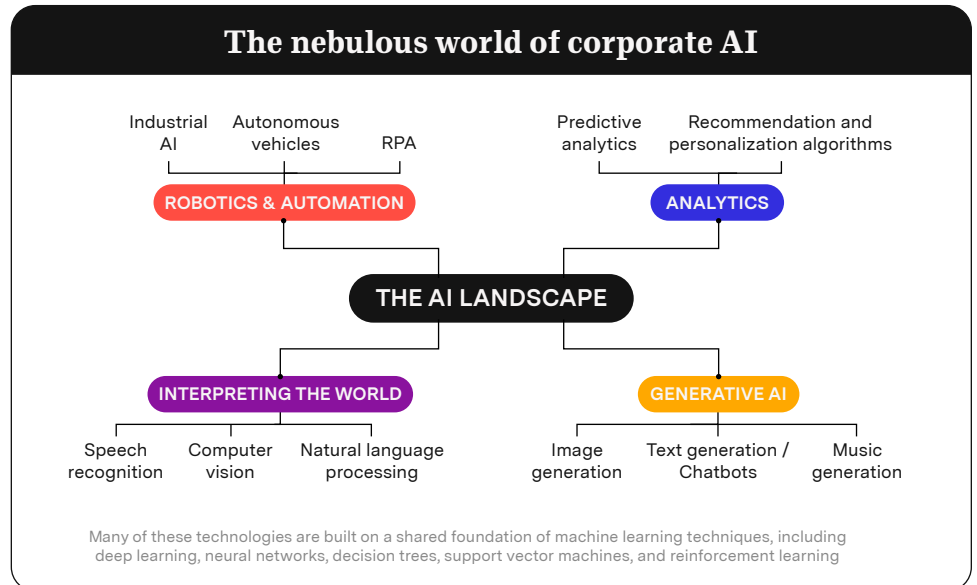 The nebulous world of corporate AI
Industrial
AI
Autonomous
vehicles
RPA
Predictive
analytics
Recommendation and
personalization algorithms
ROBOTICS & AUTOMATION
ANALYTICS
THE AI LANDSCAPE
INTERPRETING THE WORLD
GENERATIVE AI
Speech
recognition
Computer
vision
Natural language
processing
Image
generation
Text generation /
Chatbots
Music
generation
Many of these technologies are built on a shared foundation of machine learning techniques, including
deep learning, neural networks, decision trees, support vector machines, and reinforcement learning